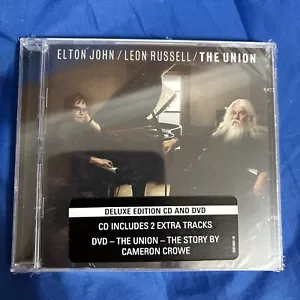 ELTON JOHN / LEON RUSSELL / THE UNION
DELUXE EDITION CD AND DVD
CD INCLUDES 2 EXTRA TRACKS
DVD – THE UNION – THE STORY BY
CAMERON CROWE